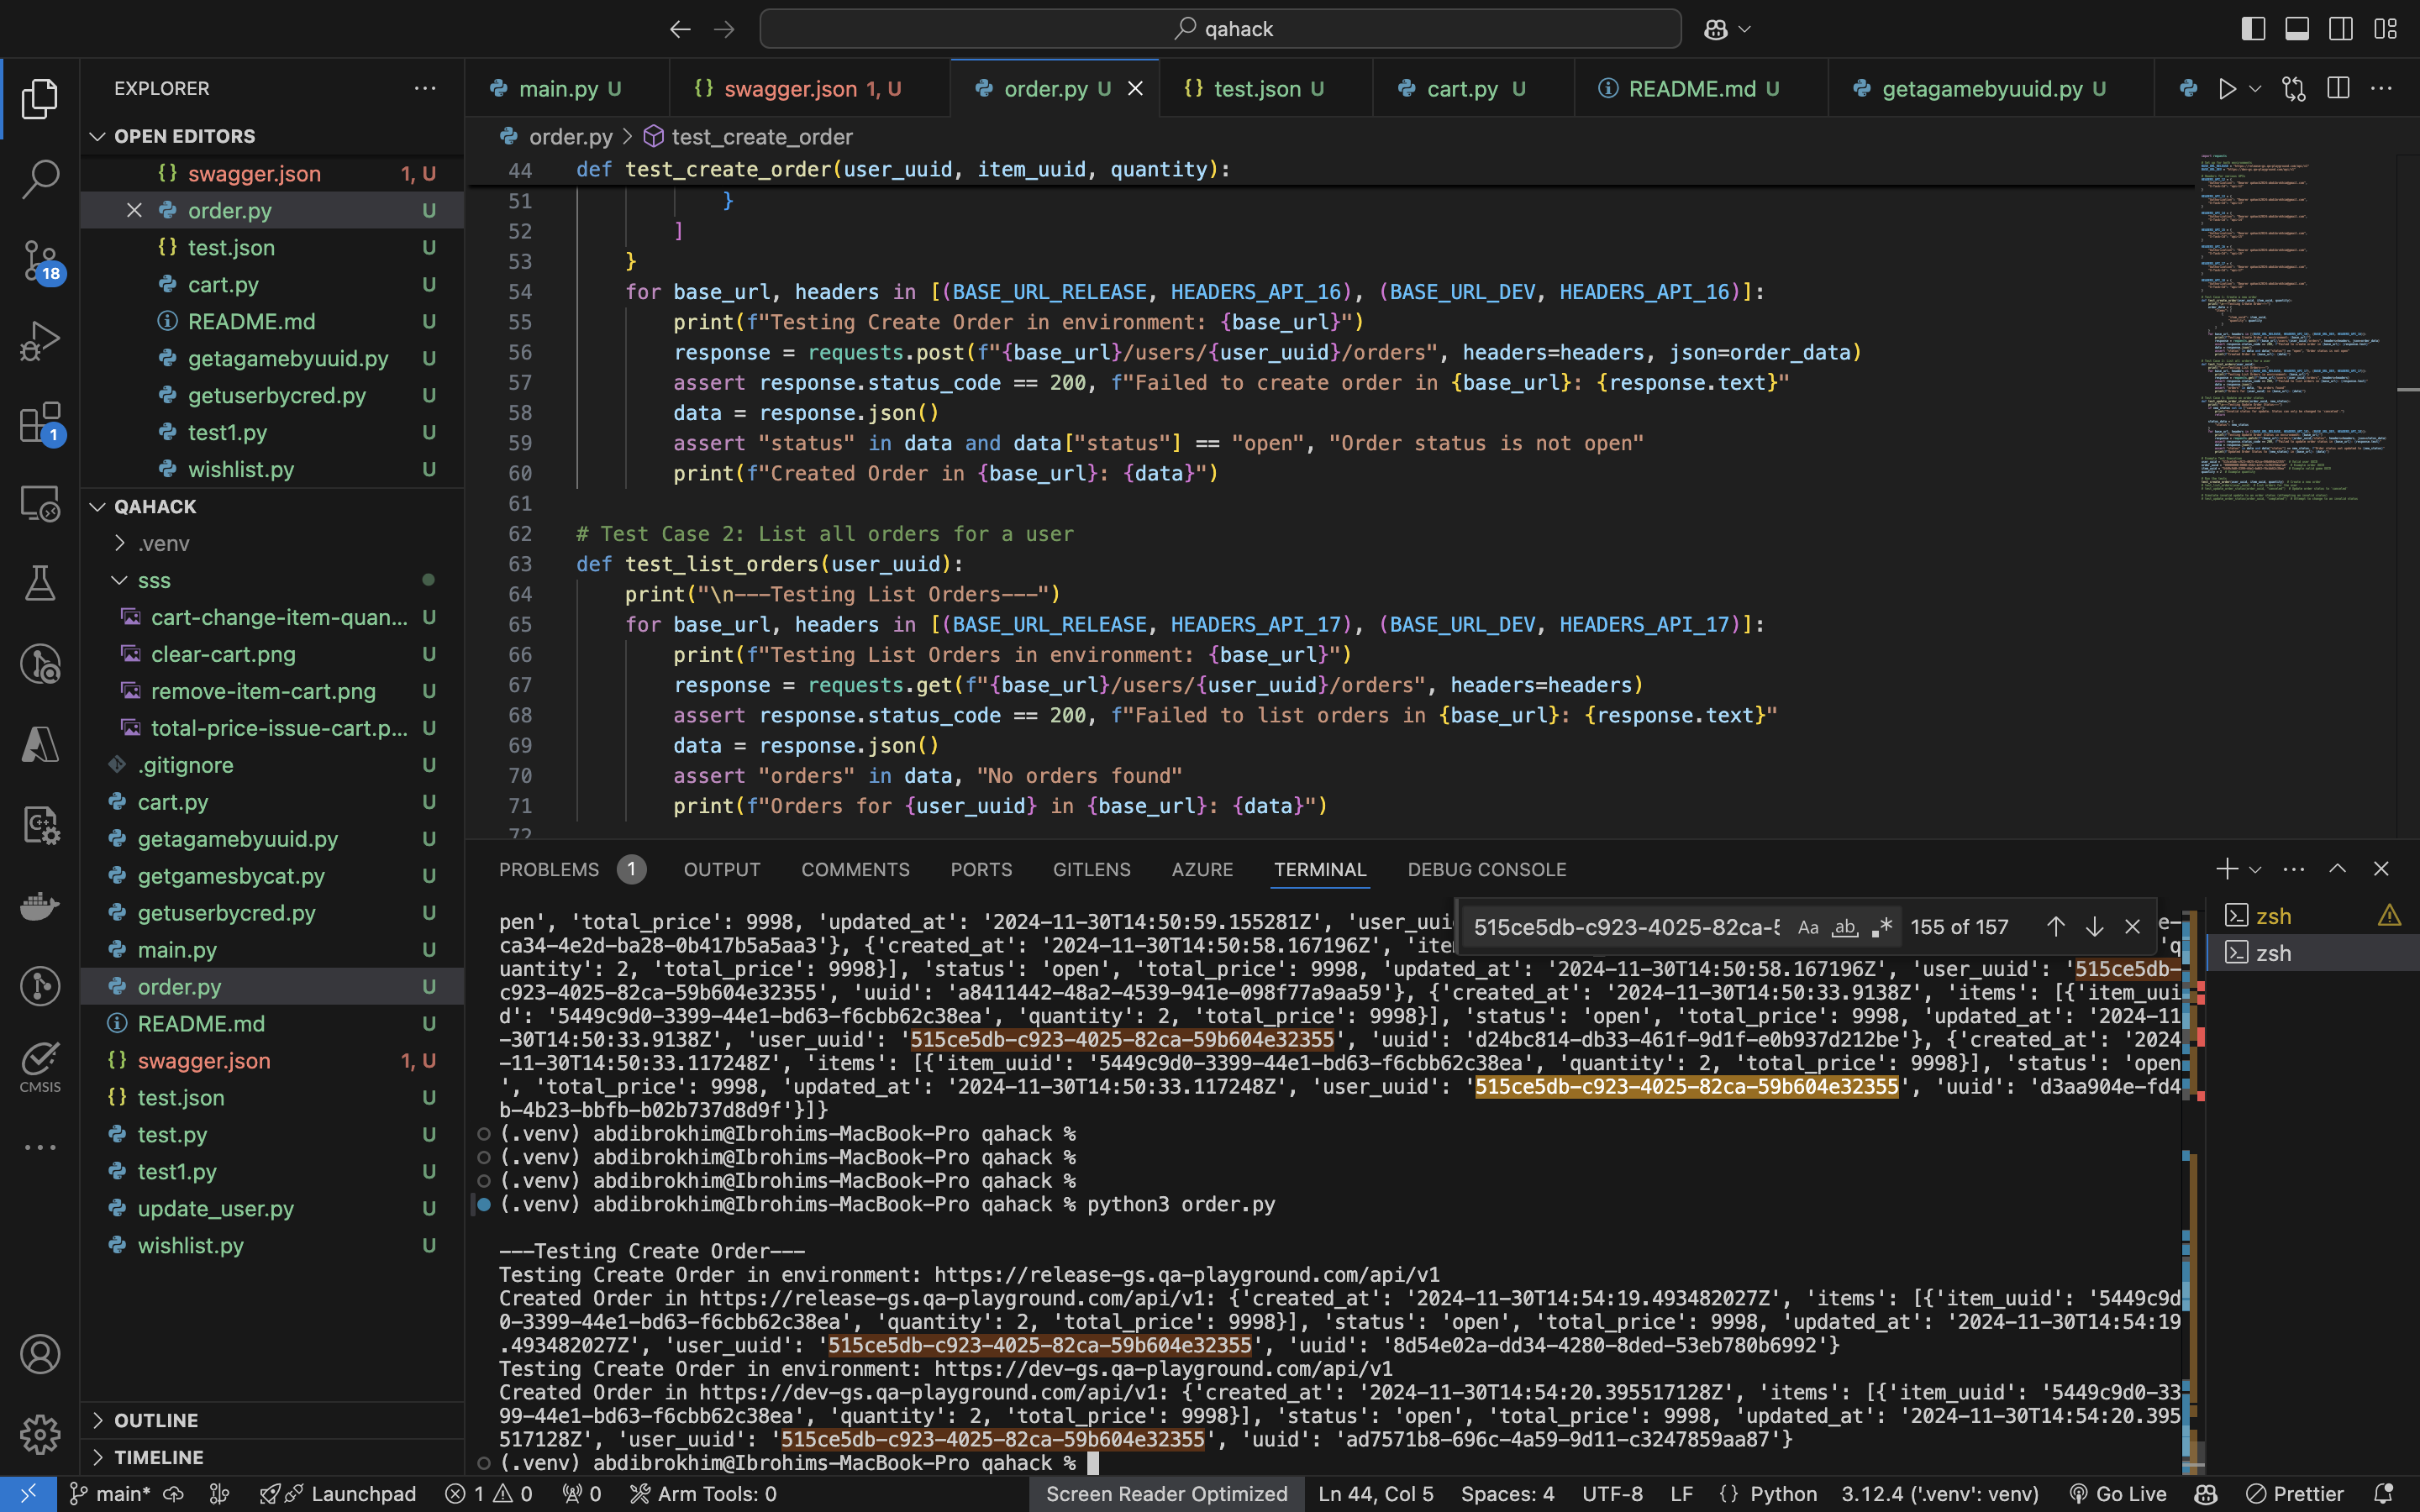 qahack
EXPLORER
OPEN EDITORS
swagger.json 1, U
order.py U
test.json U
cart.py U
README.md U
getagamebyuuid.py U
getuserbycred.py U
test1.py U
wishlist.py U
QAHACK
.venv
sss
cart-change-item-quan... U
clear-cart.png U
remove-item-cart.png U
total-price-issue-cart.p... U
.gitignore U
cart.py U
getagamebyuuid.py U
getgamesbycat.py U
getuserbycred.py U
main.py U
order.py U
README.md U
swagger.json 1, U
test.json U
test.py U
test1.py U
update_user.py U
wishlist.py U
OUTLINE
TIMELINE
18
1
CMSIS
main.py U
swagger.json 1, U
order.py U
test.json U
cart.py U
README.md U
getagamebyuuid.py U
order.py > test_create_order
44 def test_create_order(user_uuid, item_uuid, quantity):
51 }
52 ]
53 }
54 for base_url, headers in [(BASE_URL_RELEASE, HEADERS_API_16), (BASE_URL_DEV, HEADERS_API_16)]:
55 print(f"Testing Create Order in environment: {base_url}")
56 response = requests.post(f"{base_url}/users/{user_uuid}/orders", headers=headers, json=order_data)
57 assert response.status_code == 200, f"Failed to create order in {base_url}: {response.text}"
58 data = response.json()
59 assert "status" in data and data["status"] == "open", "Order status is not open"
60 print(f"Created Order in {base_url}: {data}")
61
62 # Test Case 2: List all orders for a user
63 def test_list_orders(user_uuid):
64 print("\n---Testing List Orders---")
65 for base_url, headers in [(BASE_URL_RELEASE, HEADERS_API_17), (BASE_URL_DEV, HEADERS_API_17)]:
66 print(f"Testing List Orders in environment: {base_url}")
67 response = requests.get(f"{base_url}/users/{user_uuid}/orders", headers=headers)
68 assert response.status_code == 200, f"Failed to list orders in {base_url}: {response.text}"
69 data = response.json()
70 assert "orders" in data, "No orders found"
71 print(f"Orders for {user_uuid} in {base_url}: {data}")
72
PROBLEMS 1 OUTPUT COMMENTS PORTS GITLENS AZURE TERMINAL DEBUG CONSOLE
515ce5db-c923-4025-82ca-5 Aa ab .* 155 of 157
zsh
zsh
pen', 'total_price': 9998, 'updated_at': '2024-11-30T14:50:59.155281Z', 'user_uui e-
ca34-4e2d-ba28-0b417b5a5aa3'}, {'created_at': '2024-11-30T14:50:58.167196Z', 'ite 'q
uantity': 2, 'total_price': 9998}], 'status': 'open', 'total_price': 9998, 'updated_at': '2024-11-30T14:50:58.167196Z', 'user_uuid': '515ce5db-
c923-4025-82ca-59b604e32355', 'uuid': 'a8411442-48a2-4539-941e-098f77a9aa59'}, {'created_at': '2024-11-30T14:50:33.9138Z', 'items': [{'item_uui
d': '5449c9d0-3399-44e1-bd63-f6cbb62c38ea', 'quantity': 2, 'total_price': 9998}], 'status': 'open', 'total_price': 9998, 'updated_at': '2024-11
-30T14:50:33.9138Z', 'user_uuid': '515ce5db-c923-4025-82ca-59b604e32355', 'uuid': 'd24bc814-db33-461f-9d1f-e0b937d212be'}, {'created_at': '2024
-11-30T14:50:33.117248Z', 'items': [{'item_uuid': '5449c9d0-3399-44e1-bd63-f6cbb62c38ea', 'quantity': 2, 'total_price': 9998}], 'status': 'open
', 'total_price': 9998, 'updated_at': '2024-11-30T14:50:33.117248Z', 'user_uuid': '515ce5db-c923-4025-82ca-59b604e32355', 'uuid': 'd3aa904e-fd4
b-4b23-bbfb-b02b737d8d9f'}]}
(.venv) abdibrokhim@Ibrohims-MacBook-Pro qahack %
(.venv) abdibrokhim@Ibrohims-MacBook-Pro qahack %
(.venv) abdibrokhim@Ibrohims-MacBook-Pro qahack %
(.venv) abdibrokhim@Ibrohims-MacBook-Pro qahack % python3 order.py
---Testing Create Order---
Testing Create Order in environment: https://release-gs.qa-playground.com/api/v1
Created Order in https://release-gs.qa-playground.com/api/v1: {'created_at': '2024-11-30T14:54:19.493482027Z', 'items': [{'item_uuid': '5449c9d
0-3399-44e1-bd63-f6cbb62c38ea', 'quantity': 2, 'total_price': 9998}], 'status': 'open', 'total_price': 9998, 'updated_at': '2024-11-30T14:54:19
.493482027Z', 'user_uuid': '515ce5db-c923-4025-82ca-59b604e32355', 'uuid': '8d54e02a-dd34-4280-8ded-53eb780b6992'}
Testing Create Order in environment: https://dev-gs.qa-playground.com/api/v1
Created Order in https://dev-gs.qa-playground.com/api/v1: {'created_at': '2024-11-30T14:54:20.395517128Z', 'items': [{'item_uuid': '5449c9d0-33
99-44e1-bd63-f6cbb62c38ea', 'quantity': 2, 'total_price': 9998}], 'status': 'open', 'total_price': 9998, 'updated_at': '2024-11-30T14:54:20.395
517128Z', 'user_uuid': '515ce5db-c923-4025-82ca-59b604e32355', 'uuid': 'ad7571b8-696c-4a59-9d11-c3247859aa87'}
(.venv) abdibrokhim@Ibrohims-MacBook-Pro qahack %
main* Launchpad 1 0 0 Arm Tools: 0 Screen Reader Optimized Ln 44, Col 5 Spaces: 4 UTF-8 LF {} Python 3.12.4 ('.venv': venv) Go Live Prettier